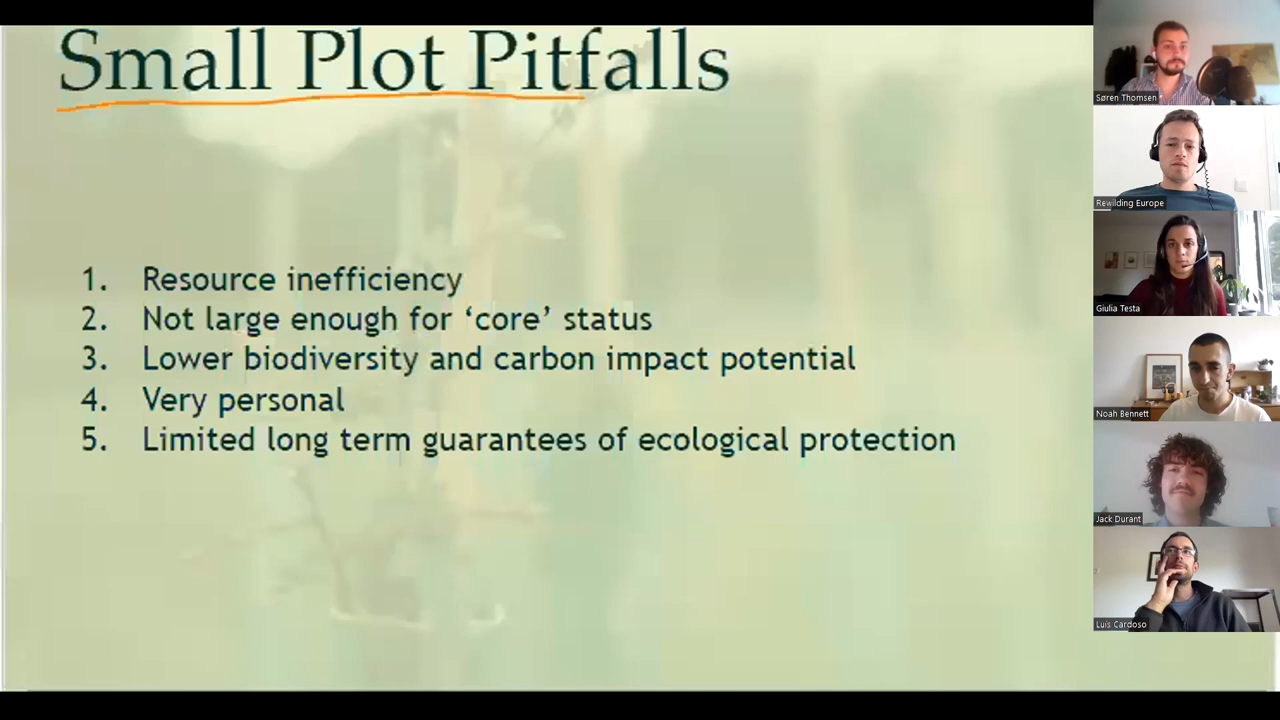 Small Plot Pitfalls
1. Resource inefficiency
2. Not large enough for ‘core’ status
3. Lower biodiversity and carbon impact potential
4. Very personal
5. Limited long term guarantees of ecological protection
Søren Thomsen
Rewilding Europe
Giulia Testa
Noah Bennett
Jack Durant
Luís Cardoso